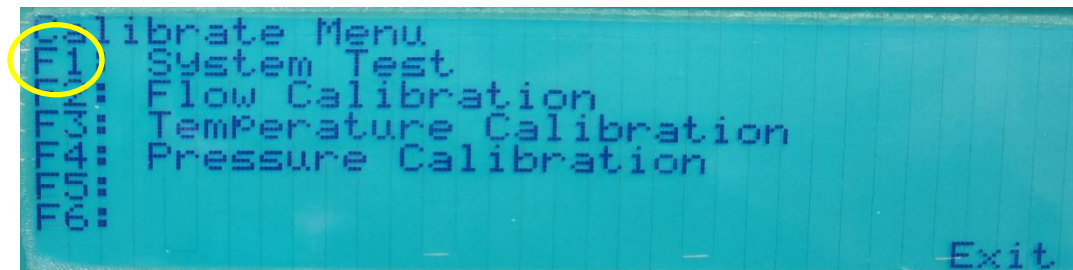 Calibrate Menu
F1: System Test
F2: Flow Calibration
F3: Temperature Calibration
F4: Pressure Calibration
F5:
F6:
Exit